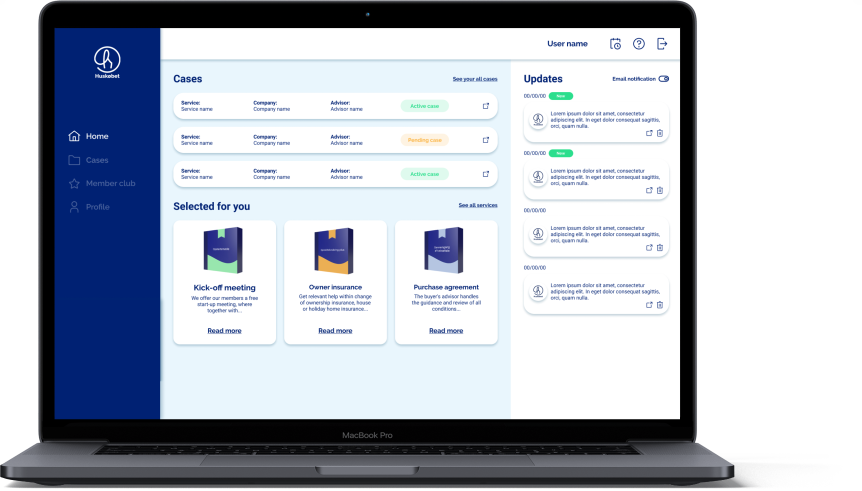 Huskebet
Home
Cases
Member club
Profile
User name
Cases
See your all cases
Service:
Service name
Company:
Company name
Advisor:
Advisor name
Active case
Service:
Service name
Company:
Company name
Advisor:
Advisor name
Pending case
Service:
Service name
Company:
Company name
Advisor:
Advisor name
Active case
Selected for you
See all services
Kick-off meeting
We offer our members a free
start-up meeting, where
together with...
Read more
Owner insurance
Get relevant help within change
of ownership insurance, house
or holiday home insurance...
Read more
Purchase agreement
The buyer's advisor handles
the guidance and review of all
conditions...
Read more
Updates
Email notification
00/00/00
New
Lorem ipsum dolor sit amet, consectetur
adipiscing elit. In eget dolor consequat sagittis,
orci, quam nulla.
00/00/00
New
Lorem ipsum dolor sit amet, consectetur
adipiscing elit. In eget dolor consequat sagittis,
orci, quam nulla.
00/00/00
Lorem ipsum dolor sit amet, consectetur
adipiscing elit. In eget dolor consequat sagittis,
orci, quam nulla.
00/00/00
Lorem ipsum dolor sit amet, consectetur
adipiscing elit. In eget dolor consequat sagittis,
orci, quam nulla.
MacBook Pro